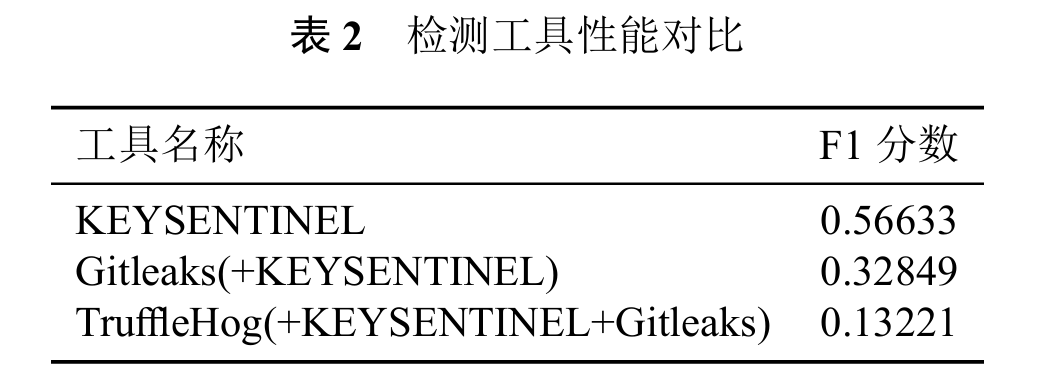 表 2 检测工具性能对比
工具名称 F1 分数
KEYSENTINEL 0.56633
Gitleaks(+KEYSENTINEL) 0.32849
TruffleHog(+KEYSENTINEL+Gitleaks) 0.13221